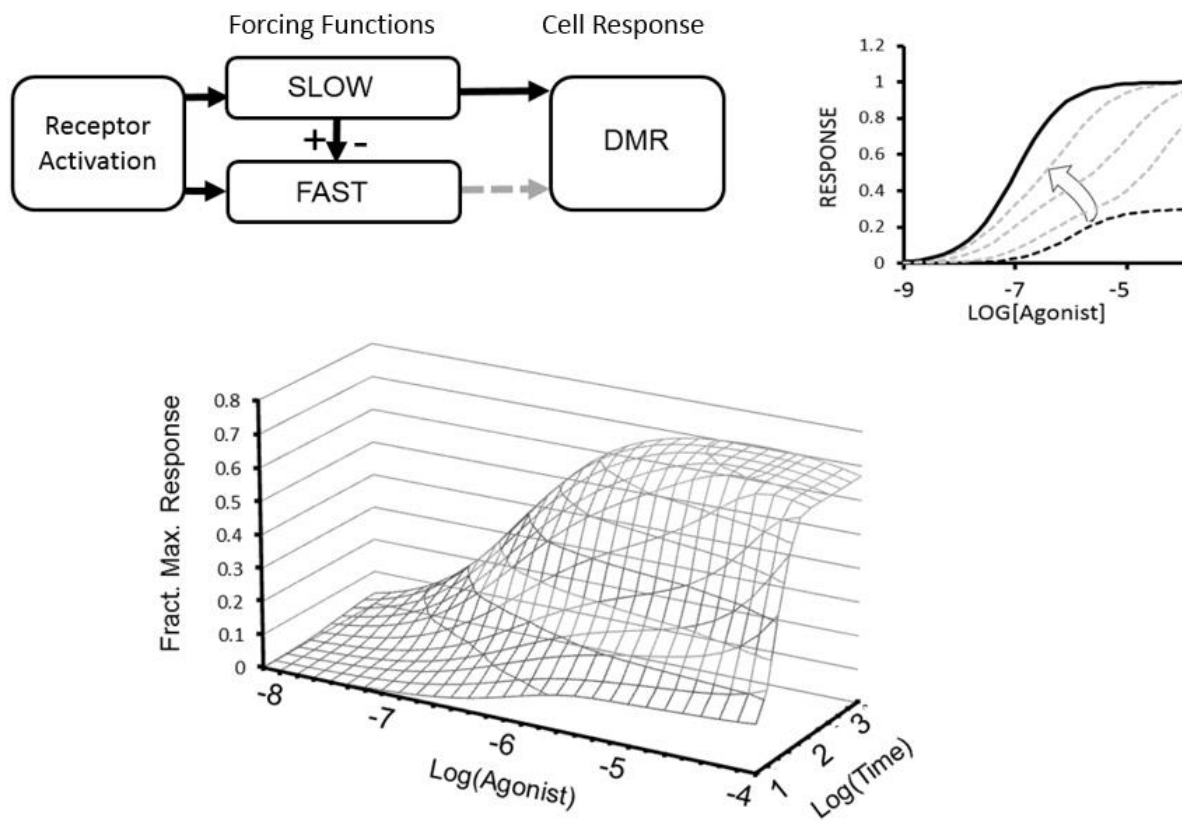 Forcing Functions
Cell Response
Receptor
Activation
SLOW
+ -
FAST
DMR
RESPONSE
1.2
1
0.8
0.6
0.4
0.2
0
-9
-7
-5
LOG[Agonist]
Fract. Max. Response
0.8
0.7
0.6
0.5
0.4
0.3
0.2
0.1
0
-8
-7
-6
-5
-4
Log(Agonist)
1
2
3
Log(Time)